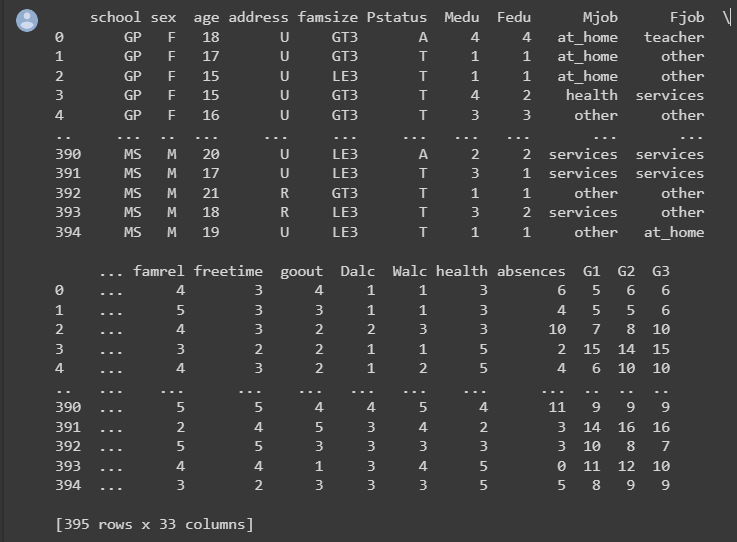 school sex age address famsize Pstatus Medu Fedu Mjob Fjob \
0 GP F 18 U GT3 A 4 4 at_home teacher
1 GP F 17 U GT3 T 1 1 at_home other
2 GP F 15 U LE3 T 1 1 at_home other
3 GP F 15 U GT3 T 4 2 health services
4 GP F 16 U GT3 T 3 3 other other
.. ... .. ... ... ... ... ... ... ... ...
390 MS M 20 U LE3 A 2 2 services services
391 MS M 17 U LE3 T 3 1 services services
392 MS M 21 R GT3 T 1 1 other other
393 MS M 18 R LE3 T 3 2 services other
394 MS M 19 U LE3 T 1 1 other at_home
... famrel freetime goout Dalc Walc health absences G1 G2 G3
0 ... 4 3 4 1 1 3 6 5 6 6
1 ... 5 3 3 1 1 3 4 5 5 6
2 ... 4 3 2 2 3 3 10 7 8 10
3 ... 3 2 2 1 1 5 2 15 14 15
4 ... 4 3 2 1 2 5 4 6 10 10
.. ... ... ... ... ... ... ... ... .. .. ..
390 ... 5 5 4 4 5 4 11 9 9 9
391 ... 2 4 5 3 4 2 3 14 16 16
392 ... 5 5 3 3 3 3 3 10 8 7
393 ... 4 4 1 3 4 5 0 11 12 10
394 ... 3 2 3 3 3 5 5 8 9 9
[395 rows x 33 columns]